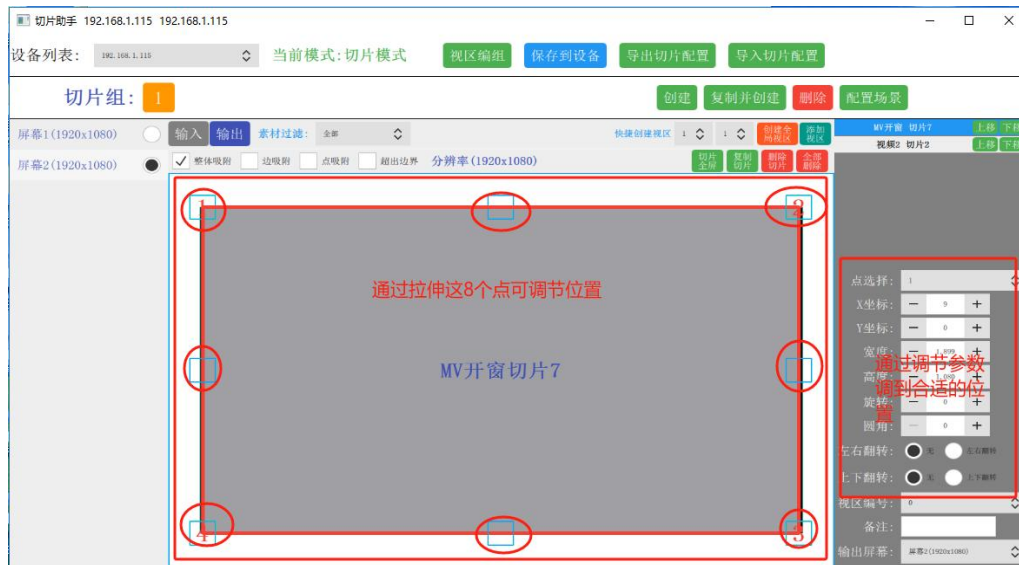 切片助手 192.168.1.115 192.168.1.115
设备列表: 192.168.1.115 当前模式:切片模式 视区编组 保存到设备 导出切片配置 导入切片配置
切片组: 1 创建 复制并创建 删除 配置场景
屏幕1(1920x1080) 输入 输出 素材过滤: 全部 快捷创建视区 1 1 创建全局视区 添加视区
MV开窗 切片7 上移 下移
视频2 切片2 上移 下移
屏幕2(1920x1080) 整体吸附 边吸附 点吸附 超出边界 分辨率(1920x1080) 切片全屏 复制切片 删除切片 全部删除
1 2
通过拉伸这8个点可调节位置
MV开窗切片7
4 3
点选择: 1
X坐标: 9
Y坐标: 0
宽度: 1,899
高度: 1,080
旋转: 0
圆角: 0
通过调节参数
调到合适的位
置
左右翻转: 无 左右翻转
上下翻转: 无 上下翻转
视区编号: 0
备注:
输出屏幕: 屏幕2(1920x1080)